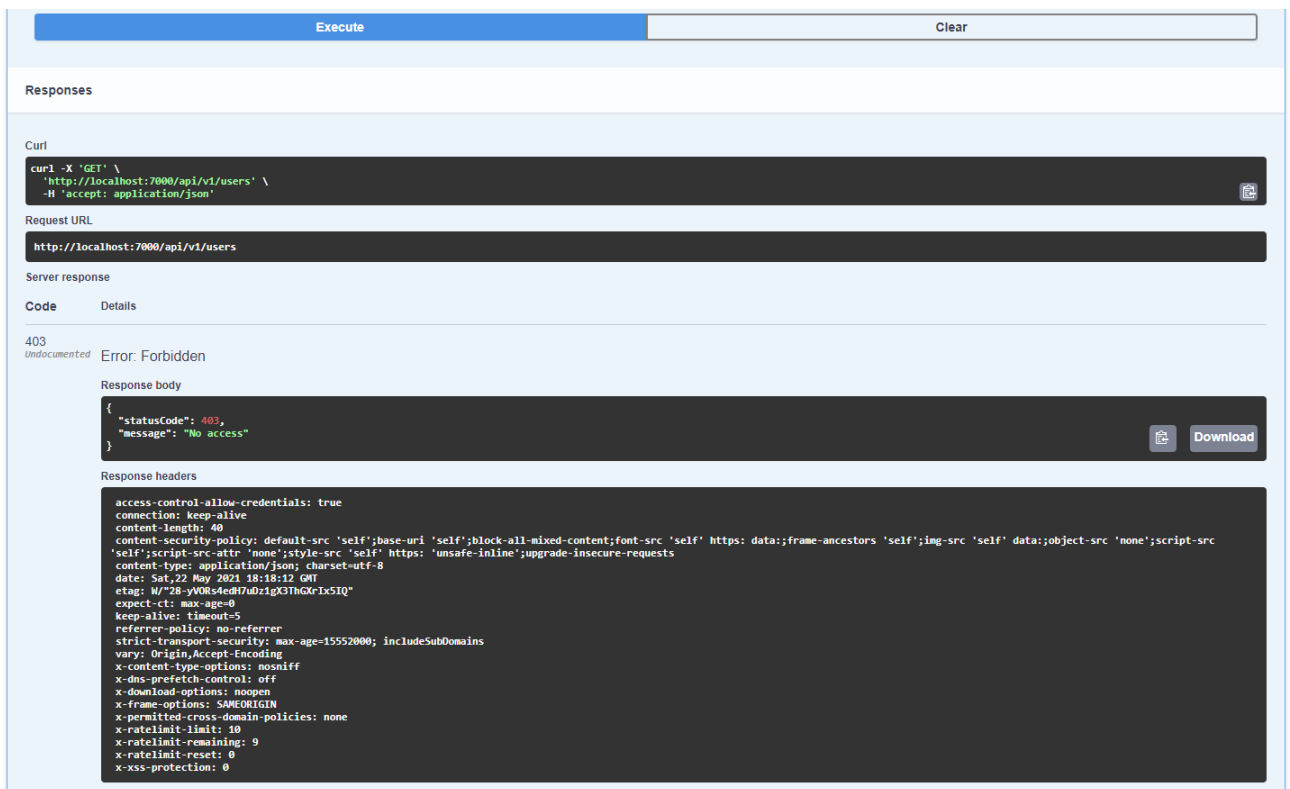 Execute
Clear
Responses
Curl
curl -X 'GET' \
'http://localhost:7000/api/v1/users' \
-H 'accept: application/json'
Request URL
http://localhost:7000/api/v1/users
Server response
Code Details
403
Undocumented
Error: Forbidden
Response body
{
"statusCode": 403,
"message": "No access"
}
Download
Response headers
access-control-allow-credentials: true
connection: keep-alive
content-length: 40
content-security-policy: default-src 'self';base-uri 'self';block-all-mixed-content;font-src 'self' https: data:;frame-ancestors 'self';img-src 'self' data:;object-src 'none';script-src
'self';script-src-attr 'none';style-src 'self' https: 'unsafe-inline';upgrade-insecure-requests
content-type: application/json; charset=utf-8
date: Sat,22 May 2021 18:18:12 GMT
etag: W/"28-yVORs4edH7uDz1gX3ThGXrIx5IQ"
expect-ct: max-age=0
keep-alive: timeout=5
referrer-policy: no-referrer
strict-transport-security: max-age=15552000; includeSubDomains
vary: Origin,Accept-Encoding
x-content-type-options: nosniff
x-dns-prefetch-control: off
x-download-options: noopen
x-frame-options: SAMEORIGIN
x-permitted-cross-domain-policies: none
x-ratelimit-limit: 10
x-ratelimit-remaining: 9
x-ratelimit-reset: 0
x-xss-protection: 0